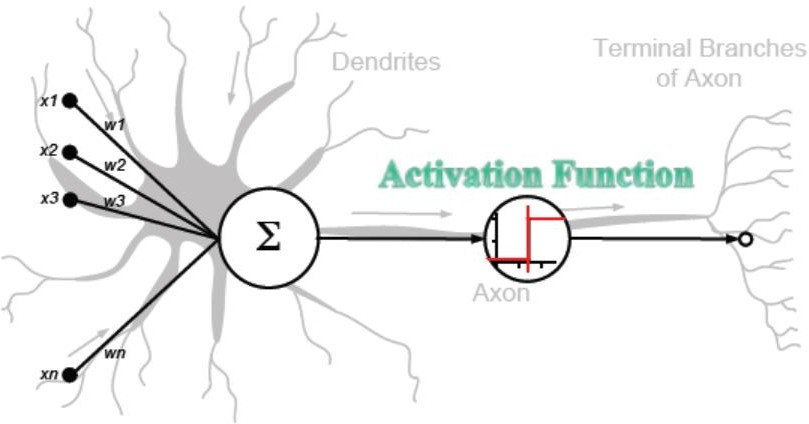 Dendrites
Terminal Branches
of Axon
x1
w1
x2
w2
x3
w3
Activation Function
Σ
Axon
wn
xn